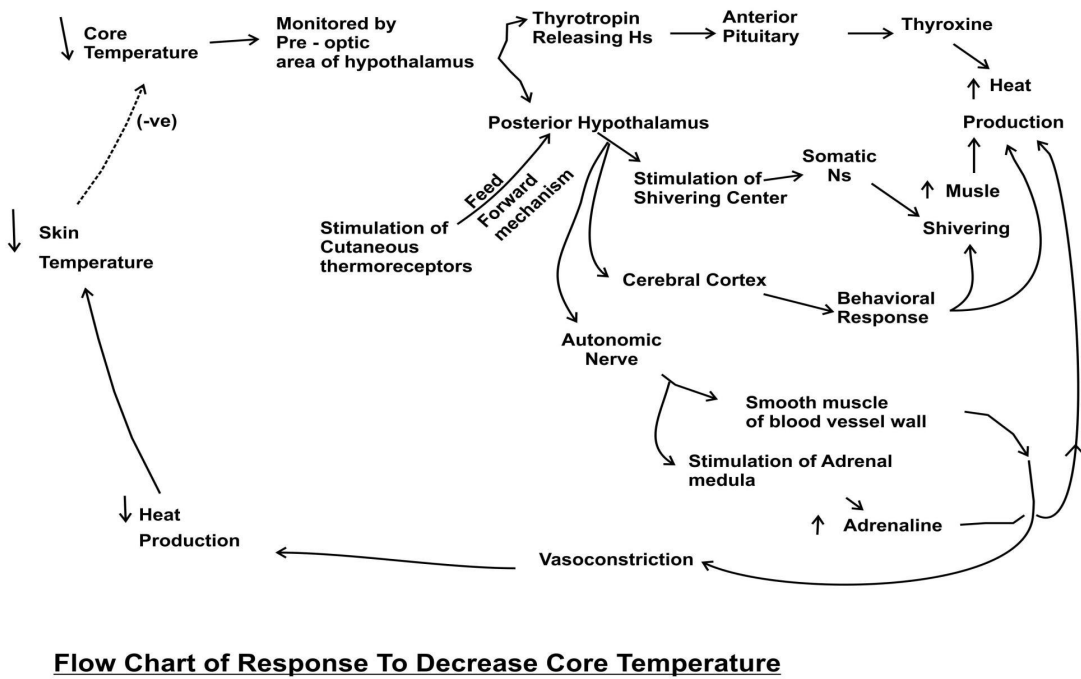 Core
Temperature
Monitored by
Pre - optic
area of hypothalamus
Thyrotropin
Releasing Hs
Anterior
Pituitary
Thyroxine
Heat
Production
(-ve)
Posterior Hypothalamus
Feed
Forward
mechanism
Stimulation of
Shivering Center
Somatic
Ns
Musle
Shivering
Stimulation of
Cutaneous
thermoreceptors
Skin
Temperature
Cerebral Cortex
Behavioral
Response
Autonomic
Nerve
Smooth muscle
of blood vessel wall
Stimulation of Adrenal
medula
Adrenaline
Heat
Production
Vasoconstriction
Flow Chart of Response To Decrease Core Temperature